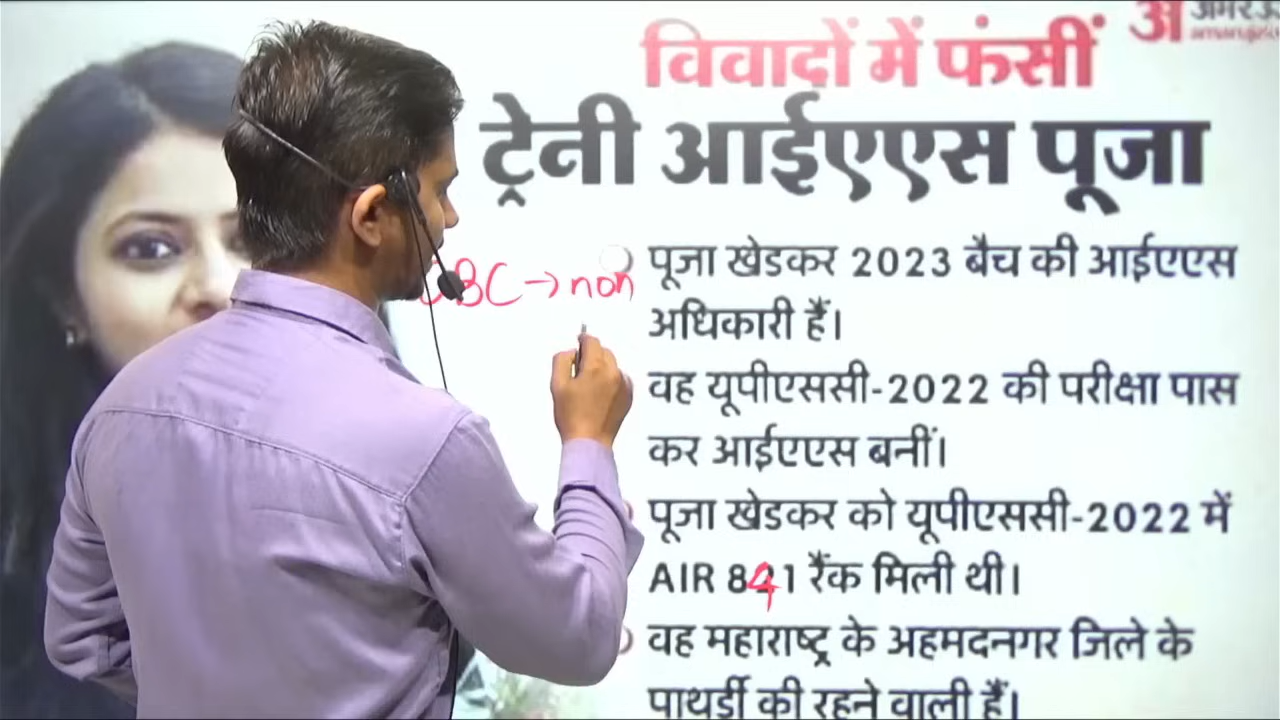 विवादों में फंसीं
ट्रेनी आईएएस पूजा
OBC → non
पूजा खेडकर 2023 बैच की आईएएस
अधिकारी हैं।
वह यूपीएससी-2022 की परीक्षा पास
कर आईएएस बनीं।
पूजा खेडकर को यूपीएससी-2022 में
AIR 841 रैंक मिली थी।
वह महाराष्ट्र के अहमदनगर जिले के
पाथर्डी की रहने वाली हैं।